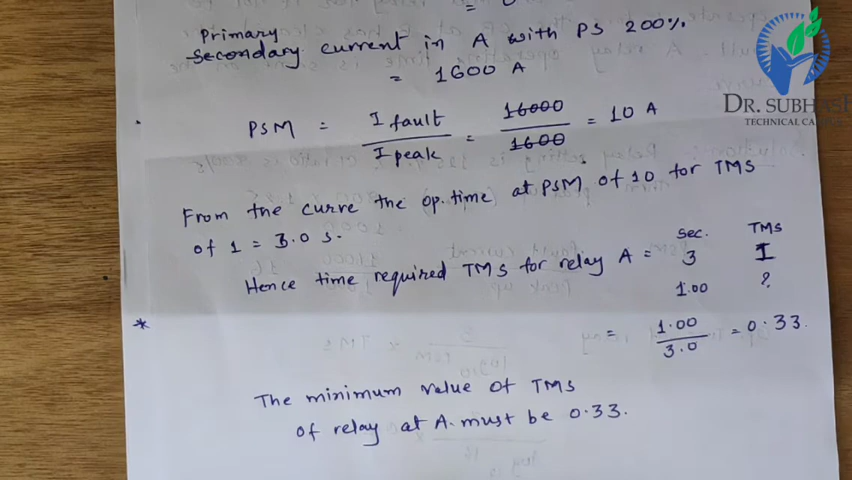 Primary
Secondary current in A with PS 200%.
= 1600 A
PSM = I fault / I peak = 16000 / 1600 = 10 A
From the curve the op. time at PSM of 10 for TMS
of 1 = 3.0 s.
Sec. TMS
Hence time required TMS for relay A = 3 1
1.00 ?
* = 1.00 / 3.0 = 0.33.
The minimum value of TMS
of relay at A must be 0.33.
DR. SUBHASH
TECHNICAL CA